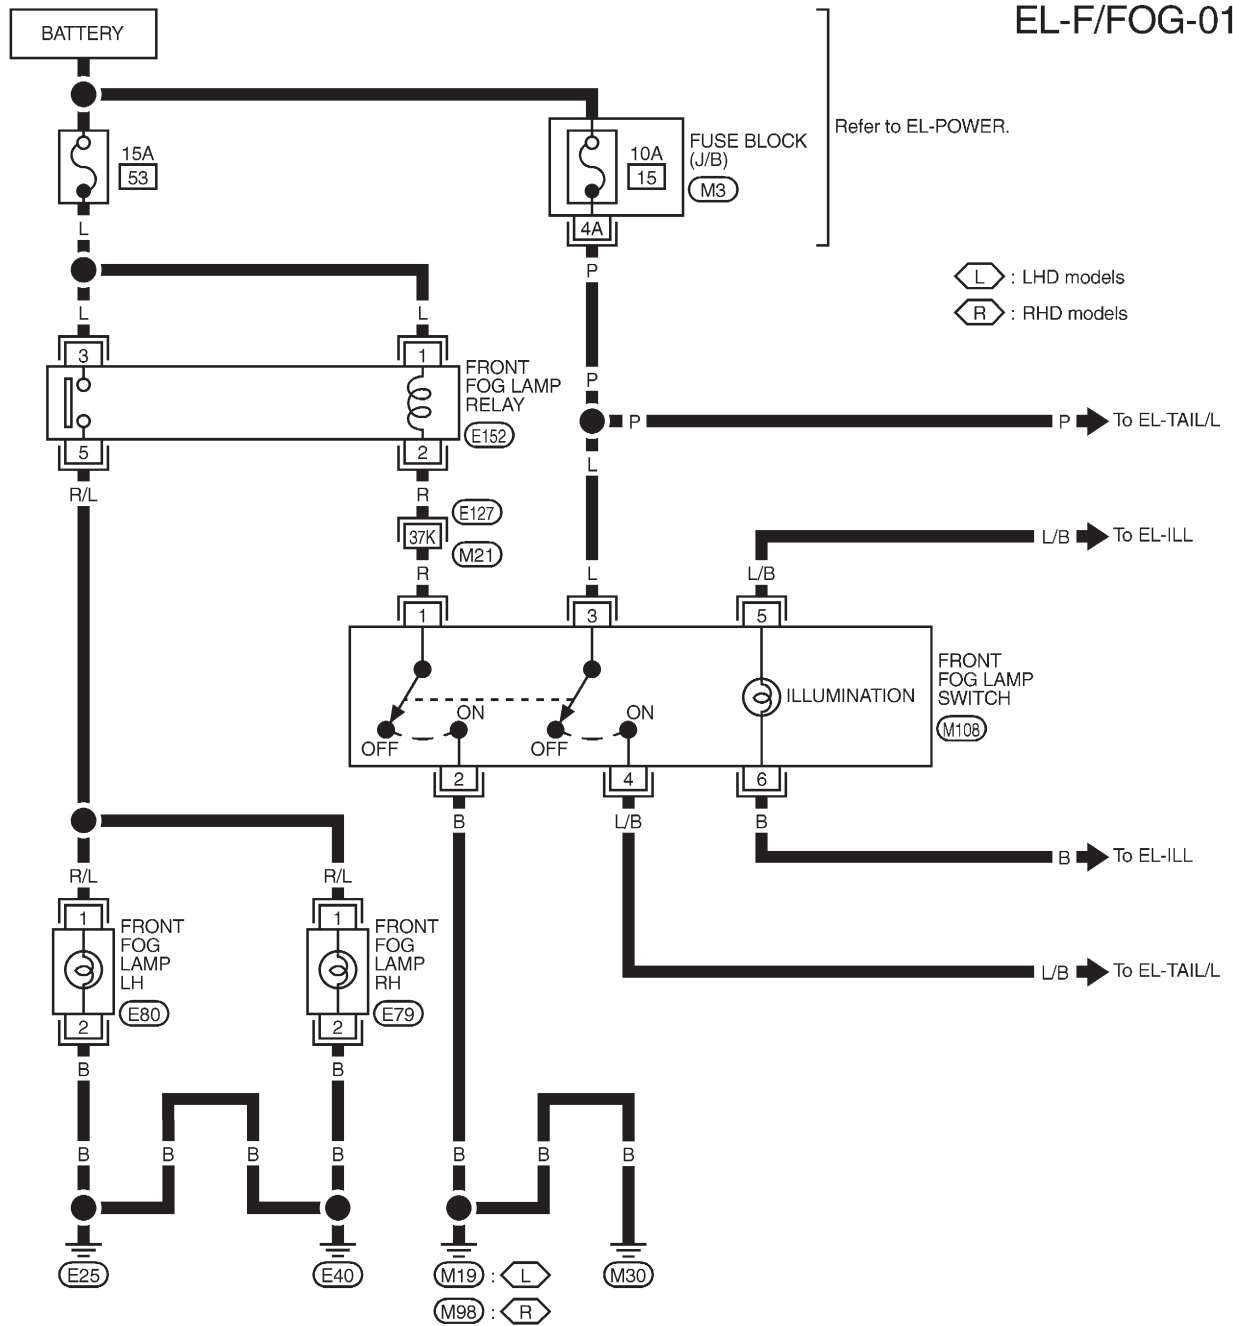 EL-F/FOG-01
BATTERY
Refer to EL-POWER.
15A
53
10A
15
FUSE BLOCK
(J/B)
M3
4A
L
P
L : LHD models
R : RHD models
L
L
3
1
FRONT
FOG LAMP
RELAY
E152
5
2
P
P
P
To EL-TAIL/L
L
R/L
R
E127
37K
M21
R
L
L/B
To EL-ILL
L/B
1
3
5
FRONT
FOG LAMP
SWITCH
M108
ILLUMINATION
OFF
ON
OFF
ON
2
4
6
B
L/B
B
B
To EL-ILL
R/L
R/L
1
FRONT
FOG
LAMP
LH
E80
2
1
FRONT
FOG
LAMP
RH
E79
2
L/B
To EL-TAIL/L
B
B
B
B
B
B
B
B
B
E25
E40
M19 : L
M98 : R
M30